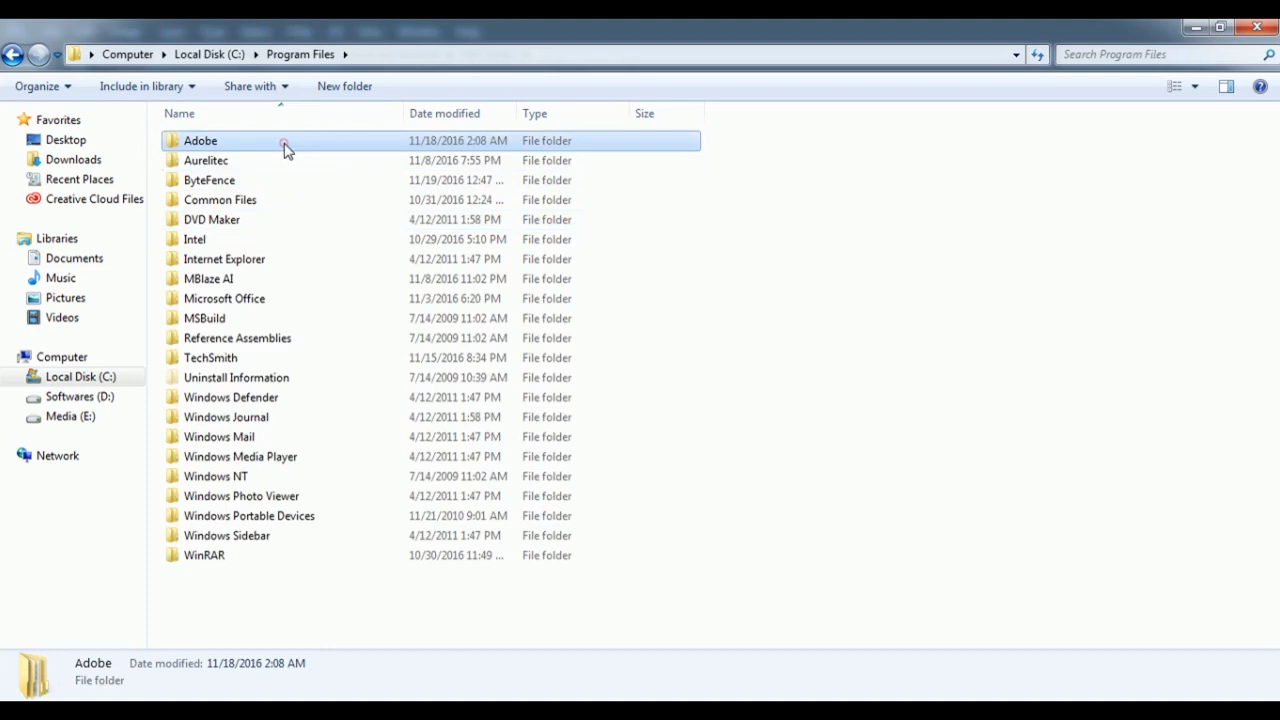 Computer Local Disk (C:) Program Files Search Program Files
Organize Include in library Share with New folder
Name Date modified Type Size
Favorites
Desktop
Downloads
Recent Places
Creative Cloud Files
Libraries
Documents
Music
Pictures
Videos
Computer
Local Disk (C:)
Softwares (D:)
Media (E:)
Network
Adobe 11/18/2016 2:08 AM File folder
Aurelitec 11/8/2016 7:55 PM File folder
ByteFence 11/19/2016 12:47 ... File folder
Common Files 10/31/2016 12:24 ... File folder
DVD Maker 4/12/2011 1:58 PM File folder
Intel 10/29/2016 5:10 PM File folder
Internet Explorer 4/12/2011 1:47 PM File folder
MBlaze AI 11/8/2016 11:02 PM File folder
Microsoft Office 11/3/2016 6:20 PM File folder
MSBuild 7/14/2009 11:02 AM File folder
Reference Assemblies 7/14/2009 11:02 AM File folder
TechSmith 11/15/2016 8:34 PM File folder
Uninstall Information 7/14/2009 10:39 AM File folder
Windows Defender 4/12/2011 1:47 PM File folder
Windows Journal 4/12/2011 1:58 PM File folder
Windows Mail 4/12/2011 1:47 PM File folder
Windows Media Player 4/12/2011 1:47 PM File folder
Windows NT 7/14/2009 11:02 AM File folder
Windows Photo Viewer 4/12/2011 1:47 PM File folder
Windows Portable Devices 11/21/2010 9:01 AM File folder
Windows Sidebar 4/12/2011 1:47 PM File folder
WinRAR 10/30/2016 11:49 ... File folder
Adobe Date modified: 11/18/2016 2:08 AM
File folder